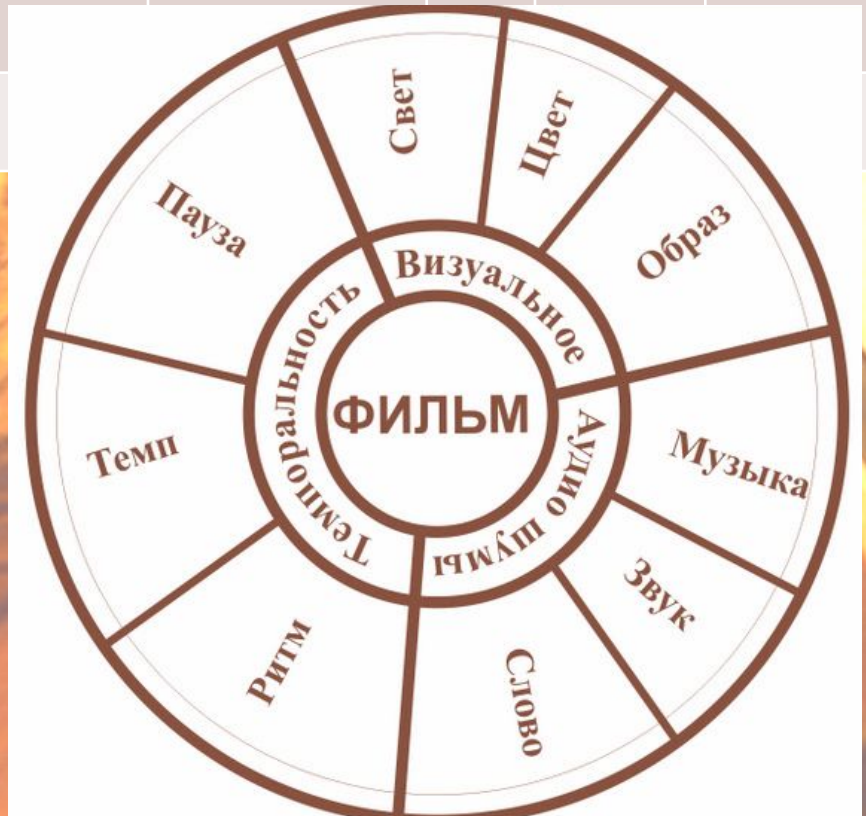 ФИЛЬМ
Визуальное
Свет
Цвет
Образ
Аудио шумы
Музыка
Звук
Слово
Темпоральность
Ритм
Темп
Пауза